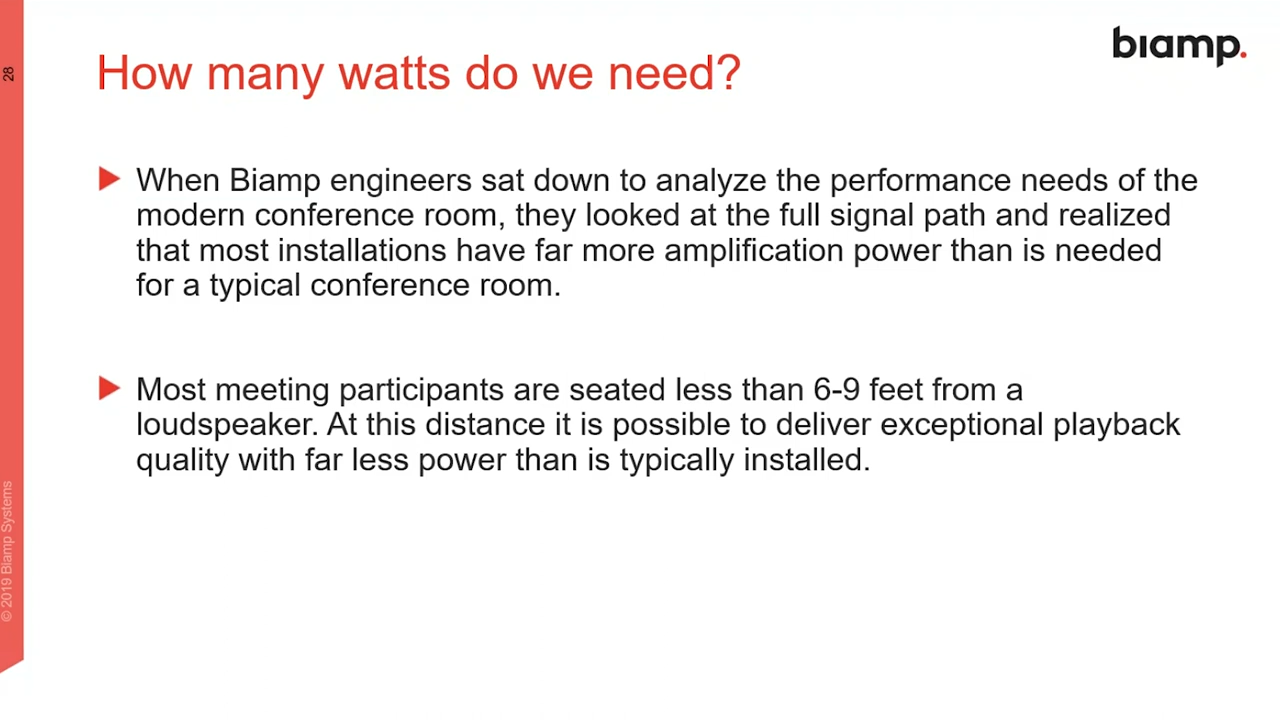 28
How many watts do we need?
biamp.
When Biamp engineers sat down to analyze the performance needs of the
modern conference room, they looked at the full signal path and realized
that most installations have far more amplification power than is needed
for a typical conference room.
Most meeting participants are seated less than 6-9 feet from a
loudspeaker. At this distance it is possible to deliver exceptional playback
quality with far less power than is typically installed.
© 2019 Biamp Systems